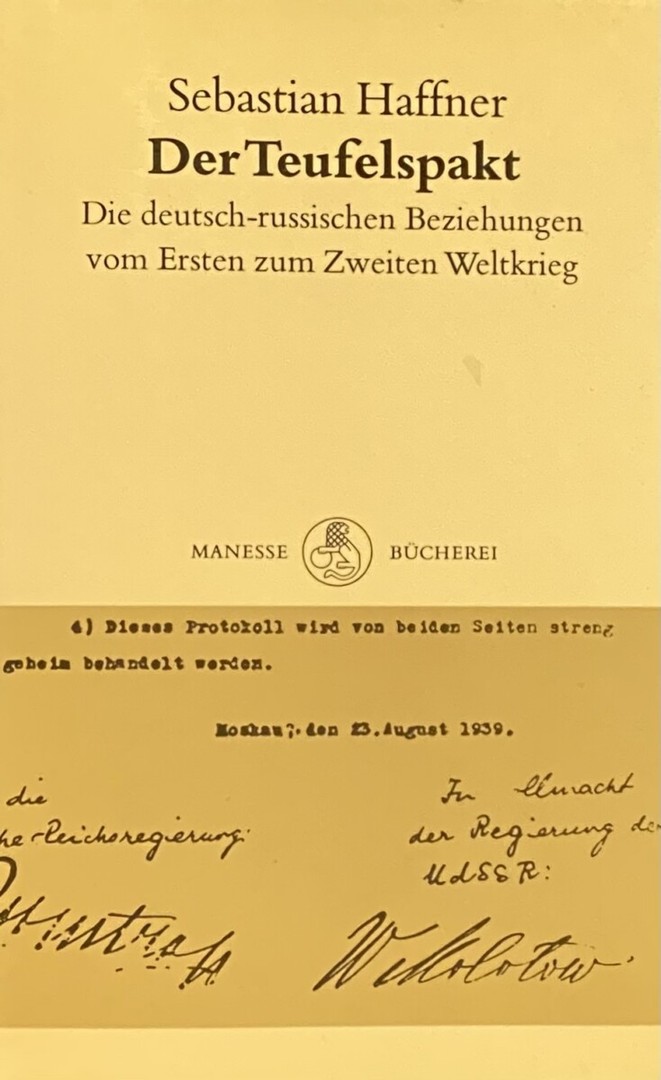 Sebastian Haffner
Der Teufelspakt
Die deutsch-russischen Beziehungen
vom Ersten zum Zweiten Weltkrieg
MANESSE BÜCHEREI
4) Dieses Protokoll wird von beiden Seiten streng
geheim behandelt werden.
Moskau, den 23.August 1939.
die
he Reichsregierung:
In Vollmacht
der Regierung der
UdSSR:
W. Molotow